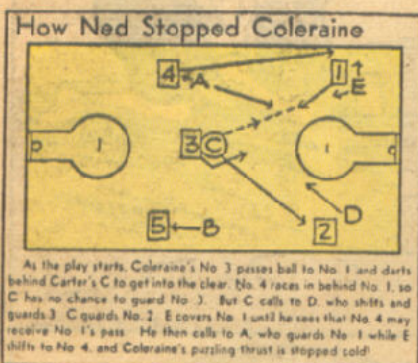 How Ned Stopped Coleraine
4 A 1 E
1 3 C 1
5 B 2 D
As the play starts, Coleraine's No. 3 passes ball to No. 1 and darts
behind Carter's C to get into the clear. No. 4 races in behind No. 1, so
C has no chance to guard No. 3. But C calls to D, who shifts and
guards 3. C guards No. 2. E covers No. 1 until he sees that No. 4 may
receive No. 1's pass. He then calls to A, who guards No. 1 while E
shifts to No. 4, and Coleraine's puzzling thrust is stopped cold!